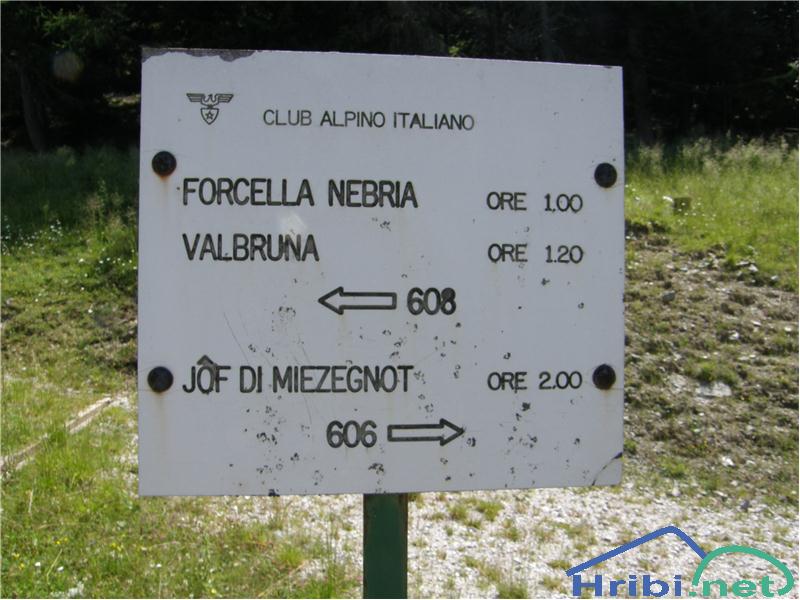 CLUB ALPINO ITALIANO
FORCELLA NEBRIA ORE 1.00
VALBRUNA ORE 1.20
608
JÔF DI MIEZEGNOT ORE 2.00
606
Hribi.net